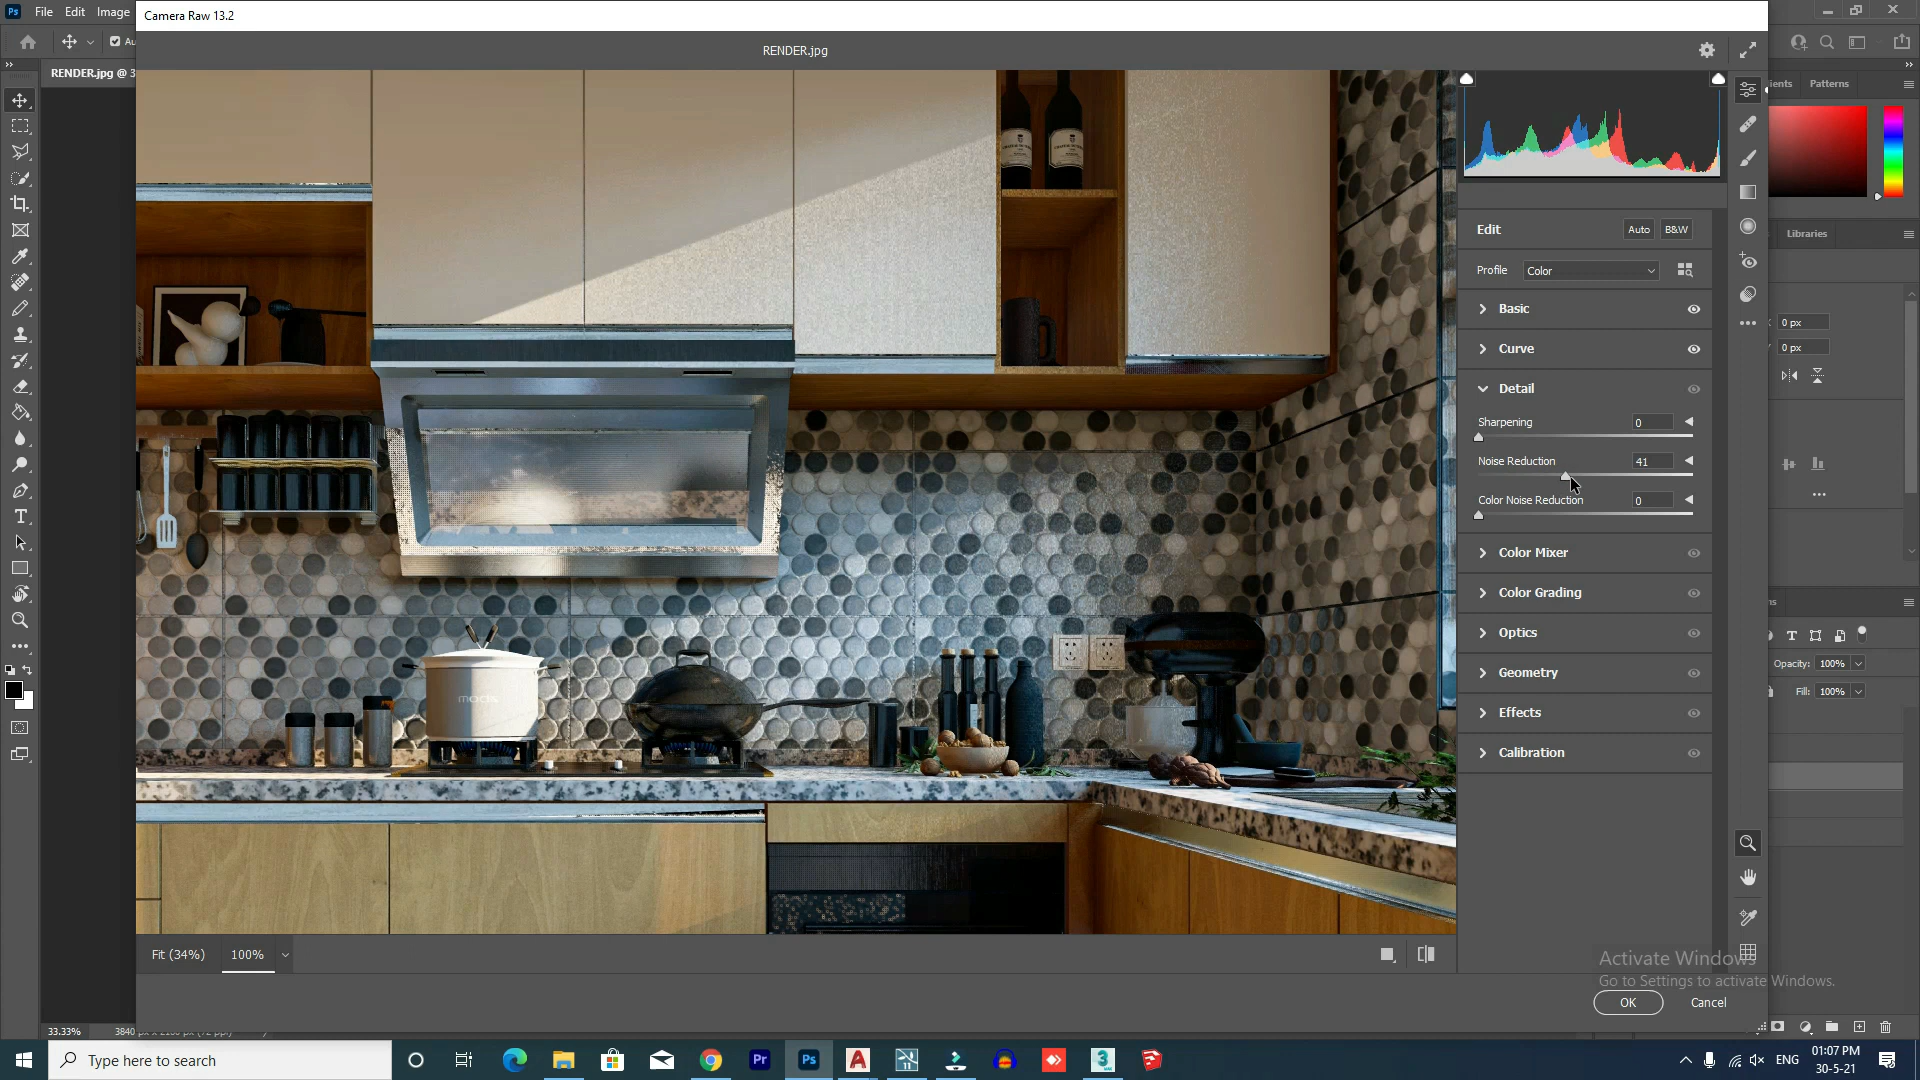 File Edit Image
Camera Raw 13.2
RENDER.jpg
RENDER.jpg @ 3
Patterns
Libraries
Edit
Auto B&W
Profile Color
Basic
Curve
Detail
Sharpening 0
Noise Reduction 41
Color Noise Reduction 0
Color Mixer
Color Grading
Optics
Geometry
Effects
Calibration
0 px
0 px
Opacity: 100%
Fill: 100%
Fit (34%) 100%
Activate Windows
Go to Settings to activate Windows.
OK Cancel
33.33%
Type here to search
ENG
01:07 PM
30-5-21